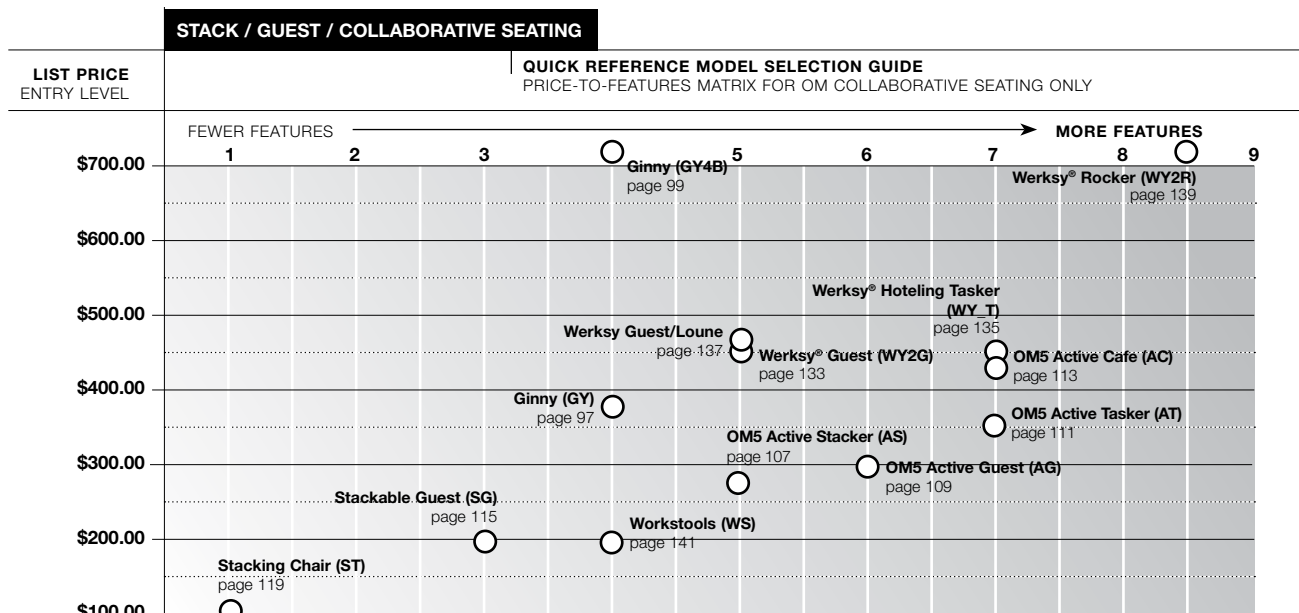 STACK / GUEST / COLLABORATIVE SEATING
LIST PRICE
ENTRY LEVEL
QUICK REFERENCE MODEL SELECTION GUIDE
PRICE-TO-FEATURES MATRIX FOR OM COLLABORATIVE SEATING ONLY
FEWER FEATURES
MORE FEATURES
1 2 3 5 6 7 8 9
$700.00
Ginny (GY4B)
page 99
Werksy® Rocker (WY2R)
page 139
$600.00
Werksy® Hoteling Tasker
(WY_T)
page 135
$500.00
Werksy Guest/Loune
page 137
Werksy® Guest (WY2G)
page 133
OM5 Active Cafe (AC)
page 113
$400.00
Ginny (GY)
page 97
OM5 Active Tasker (AT)
page 111
OM5 Active Stacker (AS)
page 107
$300.00
OM5 Active Guest (AG)
page 109
Stackable Guest (SG)
page 115
Workstools (WS)
page 141
$200.00
Stacking Chair (ST)
page 119
$100.00